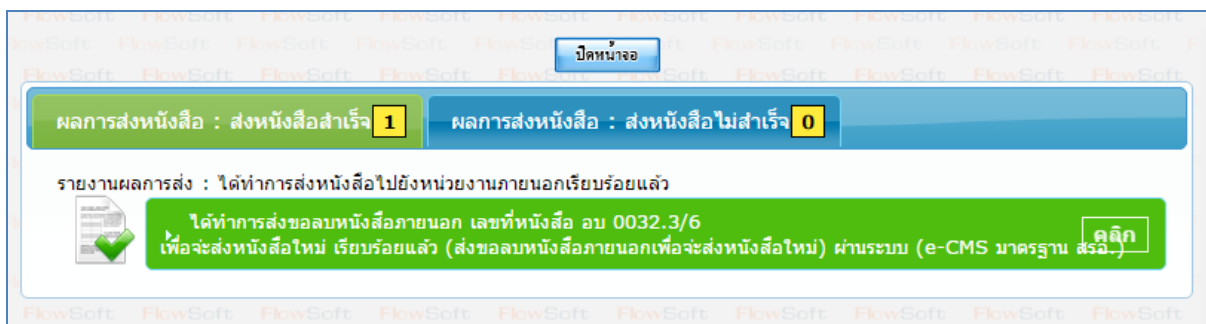 ปิดหน้าจอ
ผลการส่งหนังสือ : ส่งหนังสือสำเร็จ 1 ผลการส่งหนังสือ : ส่งหนังสือไม่สำเร็จ 0
รายงานผลการส่ง : ได้ทำการส่งหนังสือไปยังหน่วยงานภายนอกเรียบร้อยแล้ว
ได้ทำการส่งขอลบหนังสือภายนอก เลขที่หนังสือ อบ 0032.3/6
เพื่อจะส่งหนังสือใหม่ เรียบร้อยแล้ว (ส่งขอลบหนังสือภายนอกเพื่อจะส่งหนังสือใหม่) ผ่านระบบ (e-CMS มาตรฐาน สรอ.)
คลิก